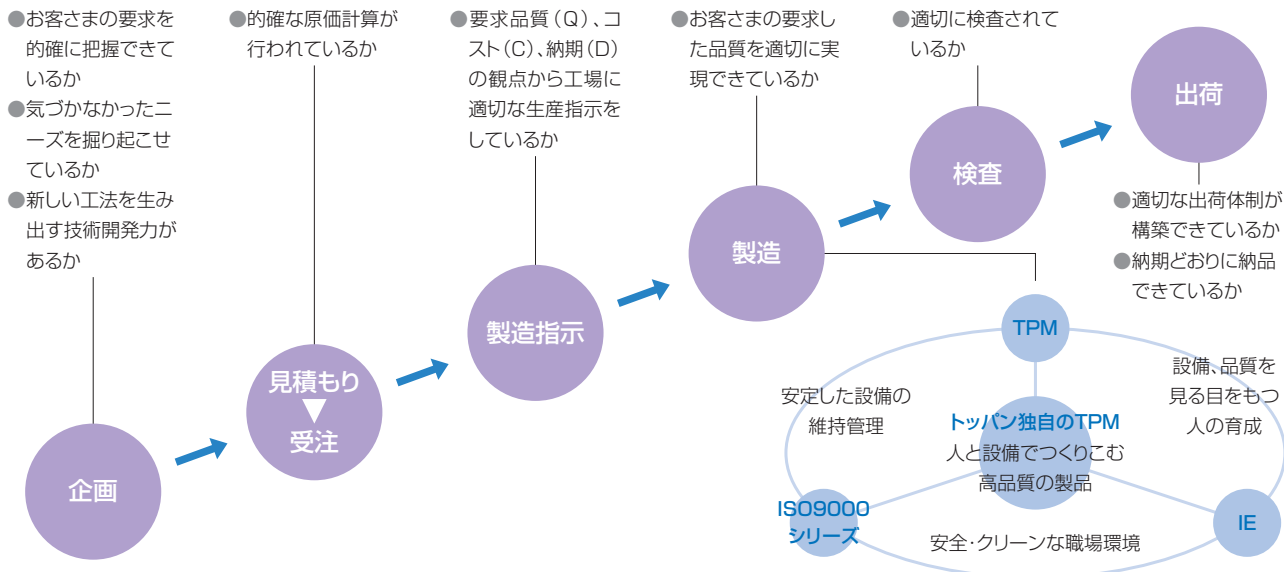 ●お客さまの要求を
的確に把握できて
いるか
●気づかなかったニ
ーズを掘り起こせ
ているか
●新しい工法を生み
出す技術開発力が
あるか
企画
●的確な原価計算が
行われているか
見積もり
▼
受注
●要求品質(Q)、コ
スト(C)、納期(D)
の観点から工場に
適切な生産指示を
しているか
製造指示
●お客さまの要求し
た品質を適切に実
現できているか
製造
●適切に検査されて
いるか
検査
出荷
●適切な出荷体制が
構築できているか
●納期どおりに納品
できているか
TPM
安定した設備の
維持管理
設備、品質を
見る目をもつ
人の育成
トッパン独自のTPM
人と設備でつくりこむ
高品質の製品
ISO9000
シリーズ
IE
安全・クリーンな職場環境